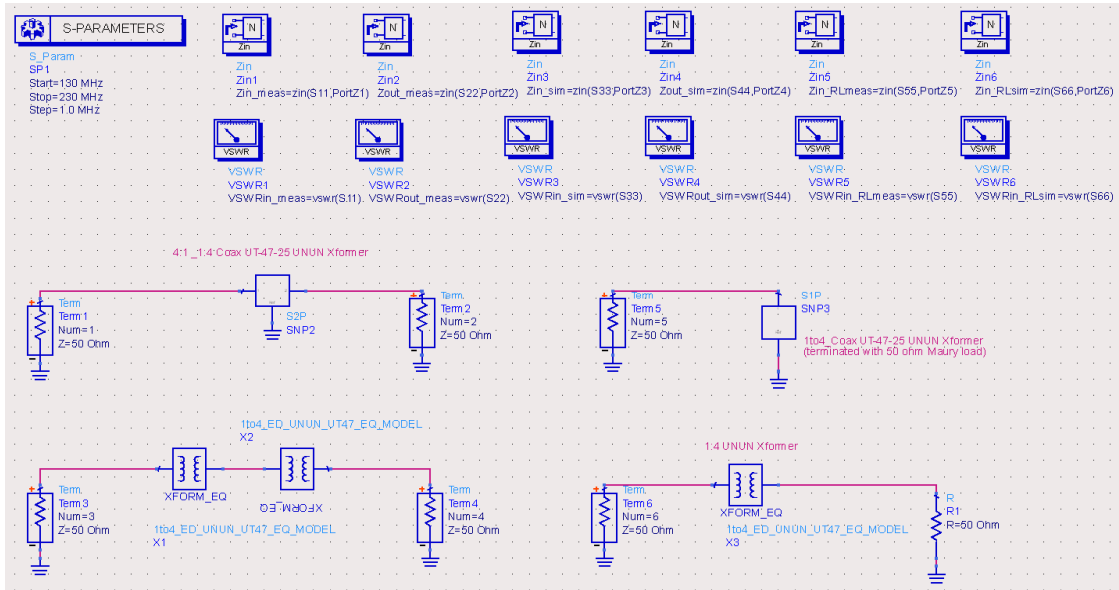 S-PARAMETERS
S_Param
SP1
Start=130 MHz
Stop=230 MHz
Step=1.0 MHz
N
Zin
Zin
Zin1
Zin_meas=zin(S11,PortZ1)
N
Zin
Zin
Zin2
Zout_meas=zin(S22,PortZ2)
N
Zin
Zin
Zin3
Zin_sim=zin(S33,PortZ3)
N
Zin
Zin
Zin4
Zout_sim=zin(S44,PortZ4)
N
Zin
Zin
Zin5
Zin_RLmeas=zin(S55,PortZ5)
N
Zin
Zin
Zin6
Zin_RLsim=zin(S66,PortZ6)
VSWR
VSWR
VSWR1
VSWRin_meas=vswr(S11)
VSWR
VSWR
VSWR2
VSWRout_meas=vswr(S22)
VSWR
VSWR
VSWR3
VSWRin_sim=vswr(S33)
VSWR
VSWR
VSWR4
VSWRout_sim=vswr(S44)
VSWR
VSWR
VSWR5
VSWRin_RLmeas=vswr(S55)
VSWR
VSWR
VSWR6
VSWRin_RLsim=vswr(S66)
4:1_1:4 Coax UT-47-25 UNUN Xformer
Term
Term1
Num=1
Z=50 Ohm
S2P
SNP2
Term
Term2
Num=2
Z=50 Ohm
Term
Term5
Num=5
Z=50 Ohm
S1P
SNP3
1to4_Coax UT-47-25 UNUN Xformer
(terminated with 50 ohm Maury load)
1to4_ED_UNUN_UT47_EQ_MODEL
X2
Term
Term3
Num=3
Z=50 Ohm
XFORM_EQ
XFORM_EQ
1to4_ED_UNUN_UT47_EQ_MODEL
X1
Term
Term4
Num=4
Z=50 Ohm
1:4 UNUN Xformer
Term
Term6
Num=6
Z=50 Ohm
XFORM_EQ
1to4_ED_UNUN_UT47_EQ_MODEL
X3
R
R1
R=50 Ohm